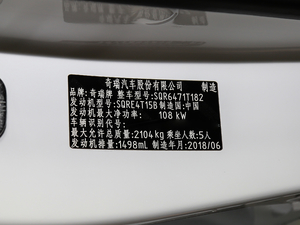 奇瑞汽车股份有限公司 制造
品牌:奇瑞牌 整车型号:SQR6471T182
发动机型号:SQRE4T15B 制造国:中国
发动机最大净功率: 108 kW
车辆识别代号:
最大允许总质量:2104kg 乘坐人数:5人
发动机排量:1498mL 制造年月:2018/06